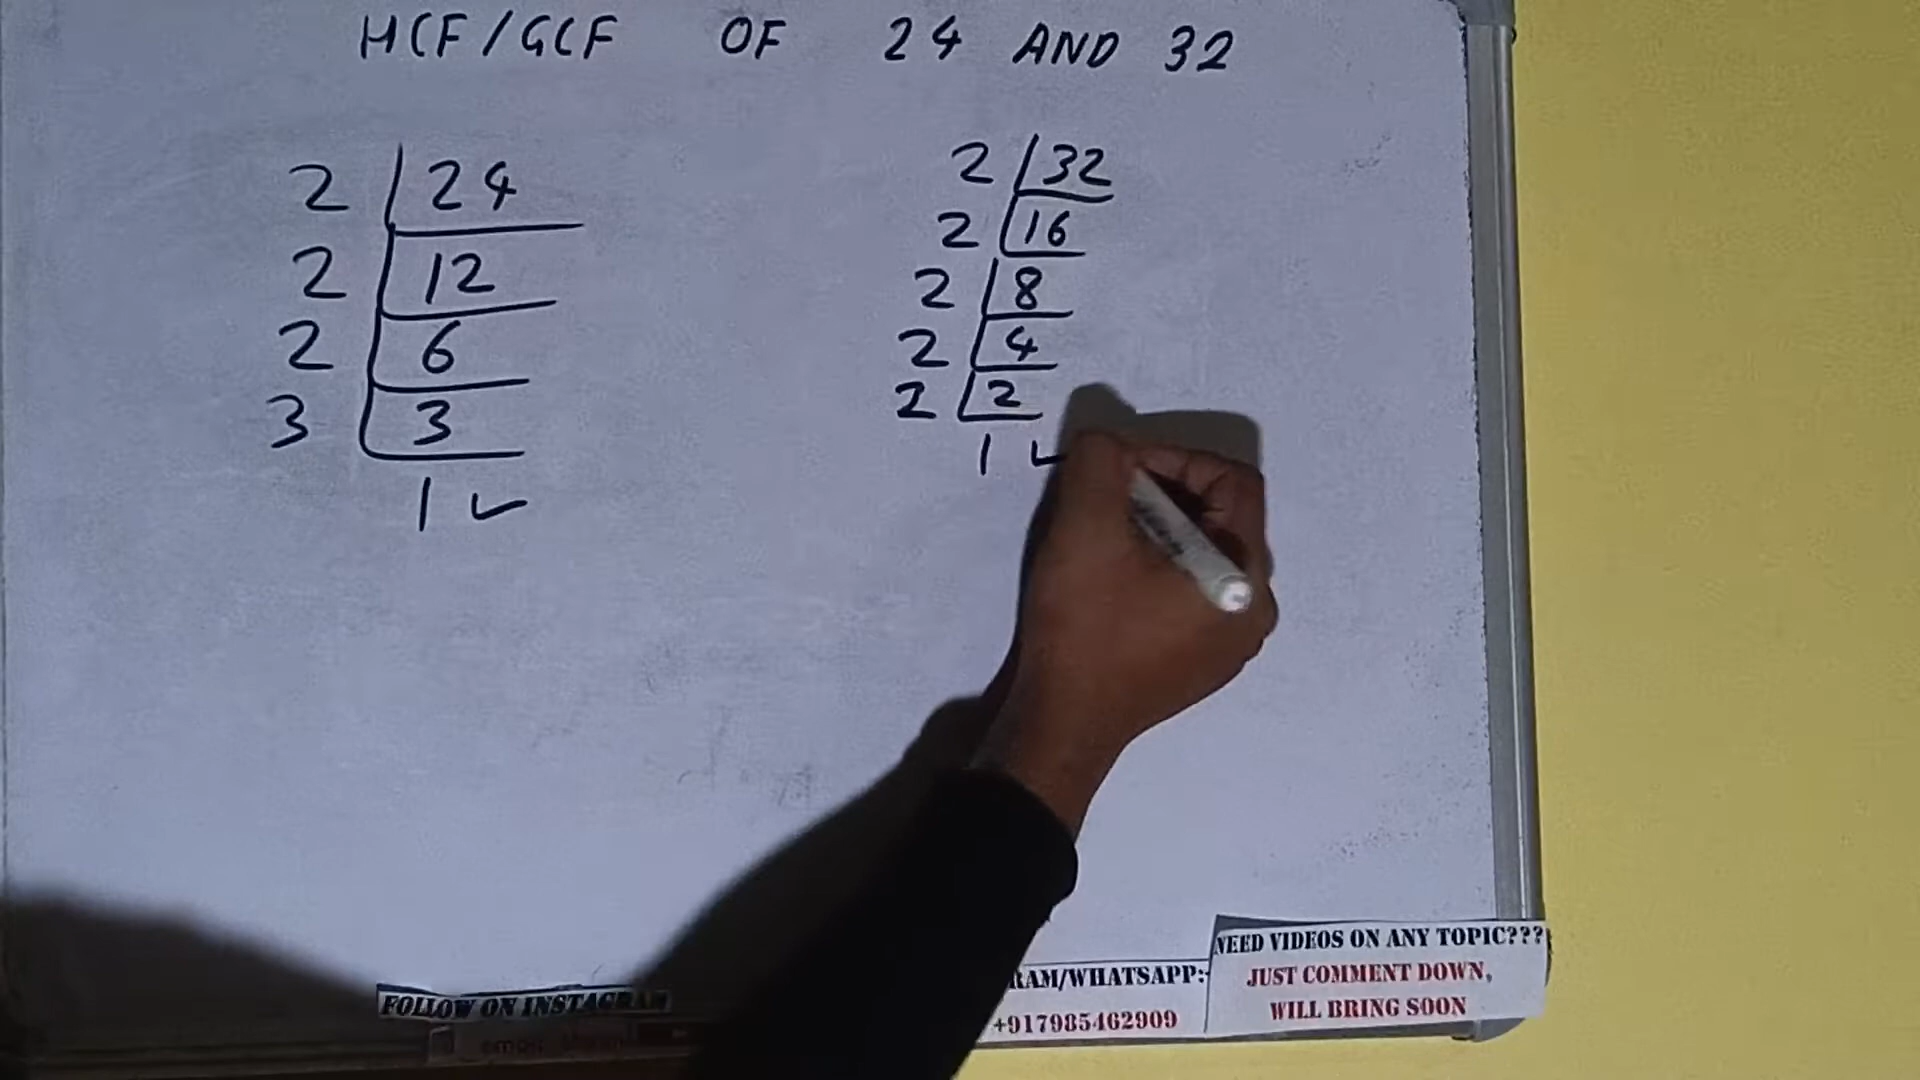 HCF/GCF OF 24 AND 32
2 24
2 12
2 6
3 3
1 ✓
2 32
2 16
2 8
2 4
2 2
1 ✓
FOLLOW ON INSTAGRAM
RAM/WHATSAPP:-
+917985462909
NEED VIDEOS ON ANY TOPIC???
JUST COMMENT DOWN,
WILL BRING SOON